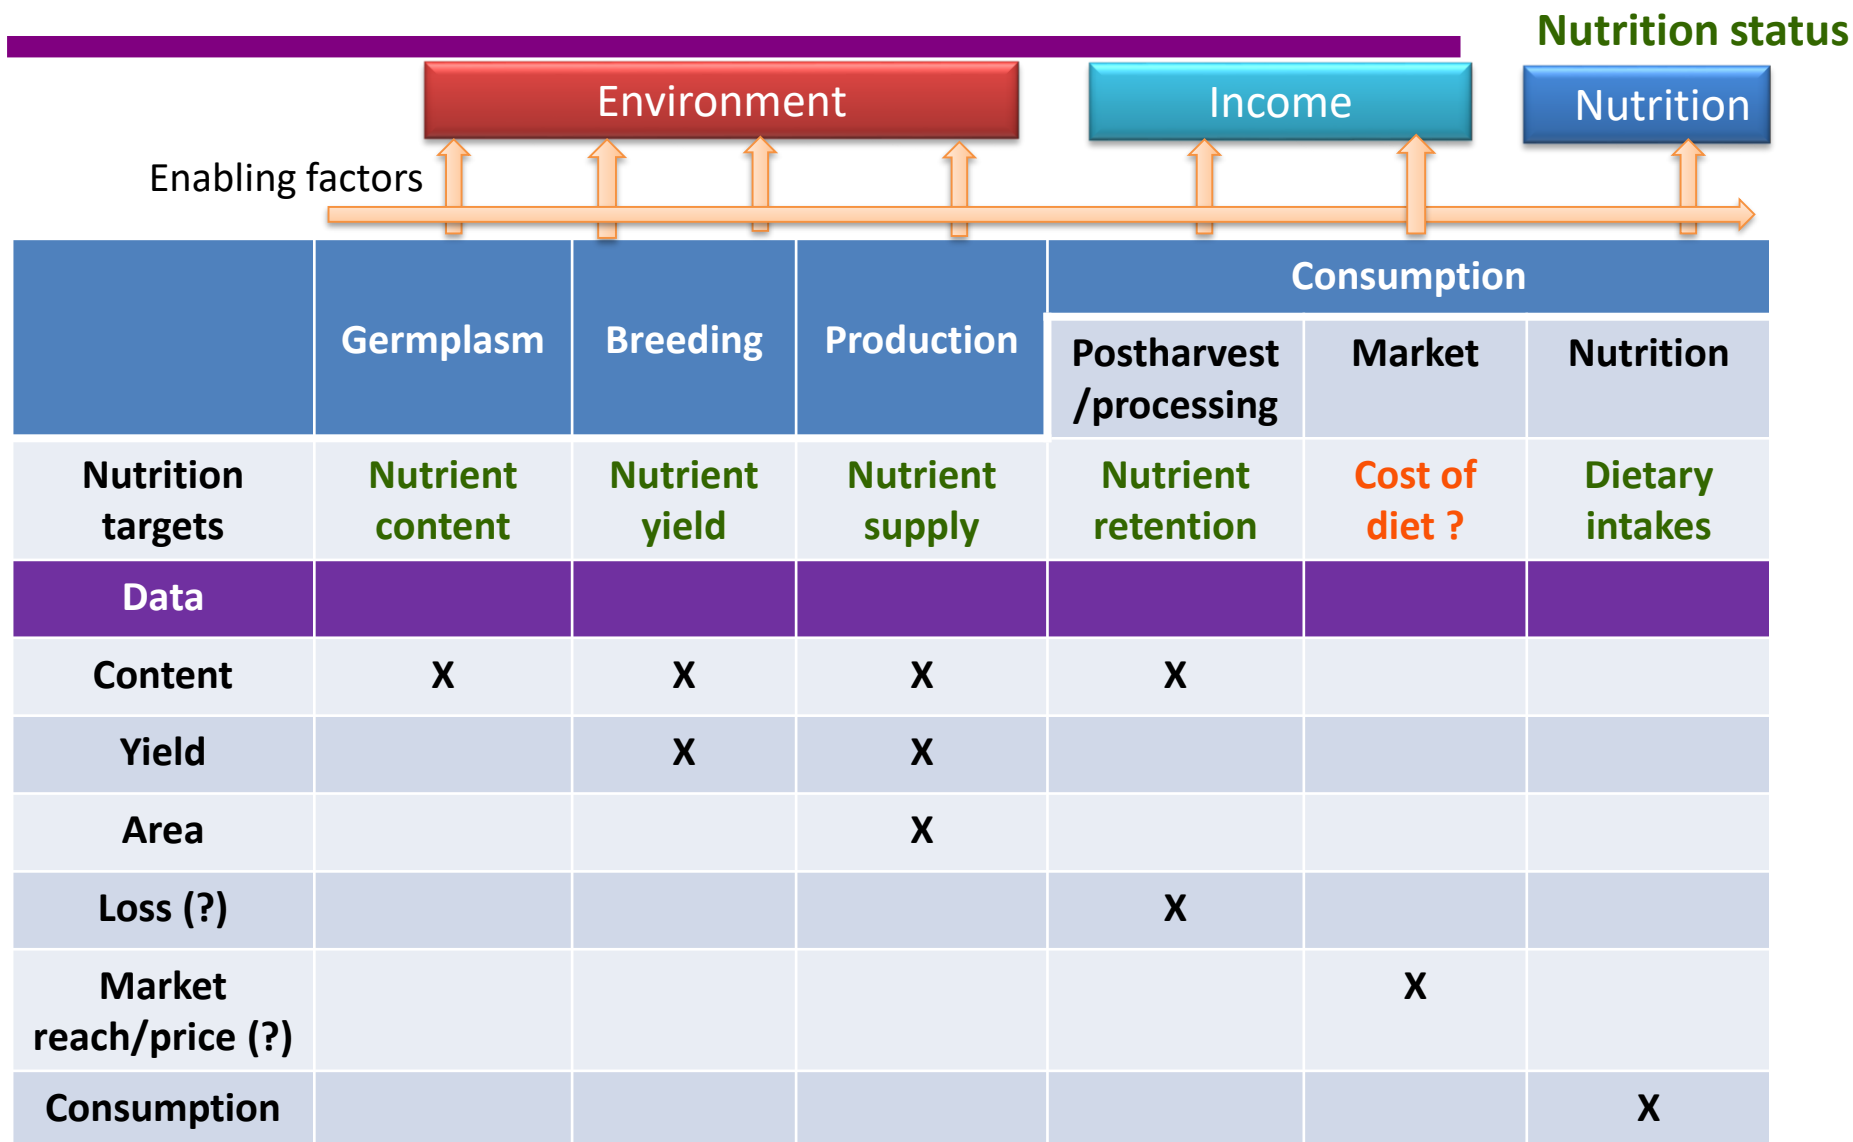 Nutrition status
Environment
Income
Nutrition
Enabling factors
Consumption
Germplasm
Breeding
Production
Postharvest
/processing
Market
Nutrition
Nutrition
targets
Nutrient
content
Nutrient
yield
Nutrient
supply
Nutrient
retention
Cost of
diet ?
Dietary
intakes
Data
Content X X X X
Yield X X
Area X
Loss (?) X
Market
reach/price (?) X
Consumption X